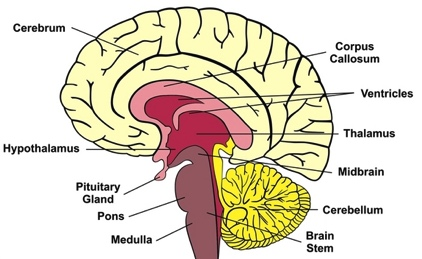 Cerebrum
Corpus
Callosum
Ventricles
Thalamus
Hypothalamus
Midbrain
Pituitary
Gland
Cerebellum
Pons
Brain
Stem
Medulla